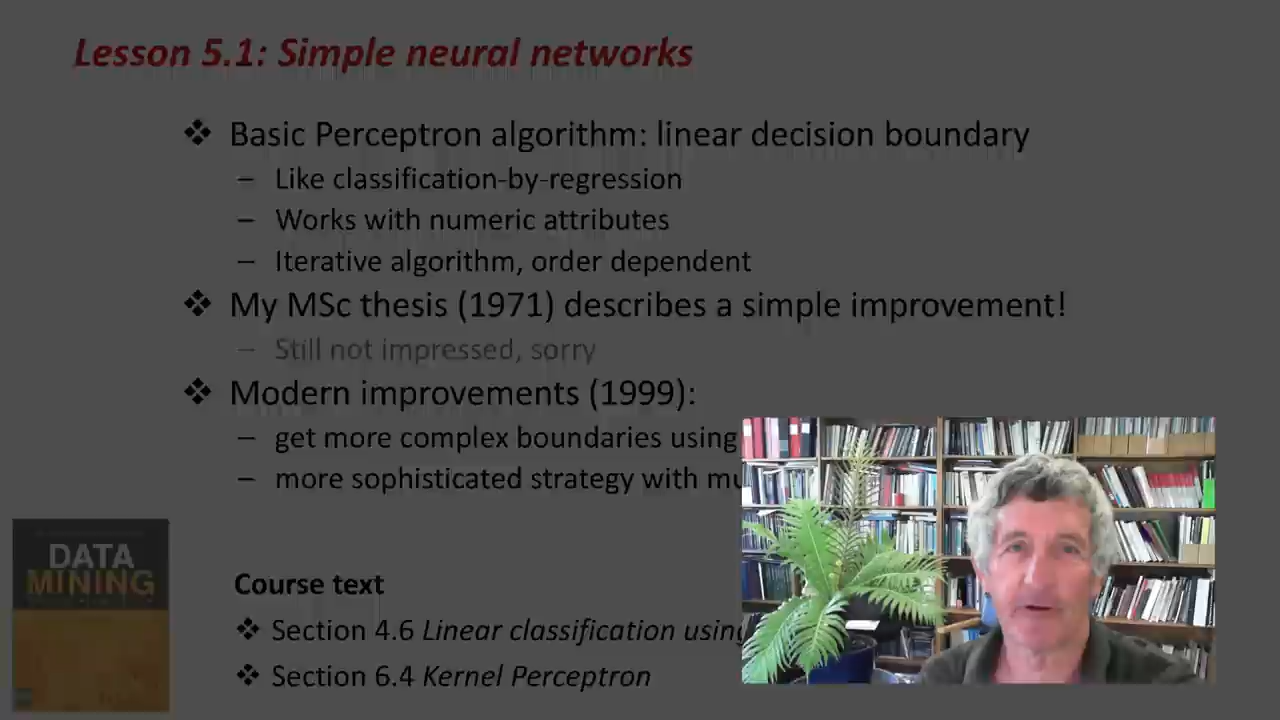 Lesson 5.1: Simple neural networks
❖ Basic Perceptron algorithm: linear decision boundary
– Like classification-by-regression
– Works with numeric attributes
– Iterative algorithm, order dependent
❖ My MSc thesis (1971) describes a simple improvement!
– Still not impressed, sorry
❖ Modern improvements (1999):
– get more complex boundaries using
– more sophisticated strategy with mu
DATA
MINING
Course text
❖ Section 4.6 Linear classification using
❖ Section 6.4 Kernel Perceptron